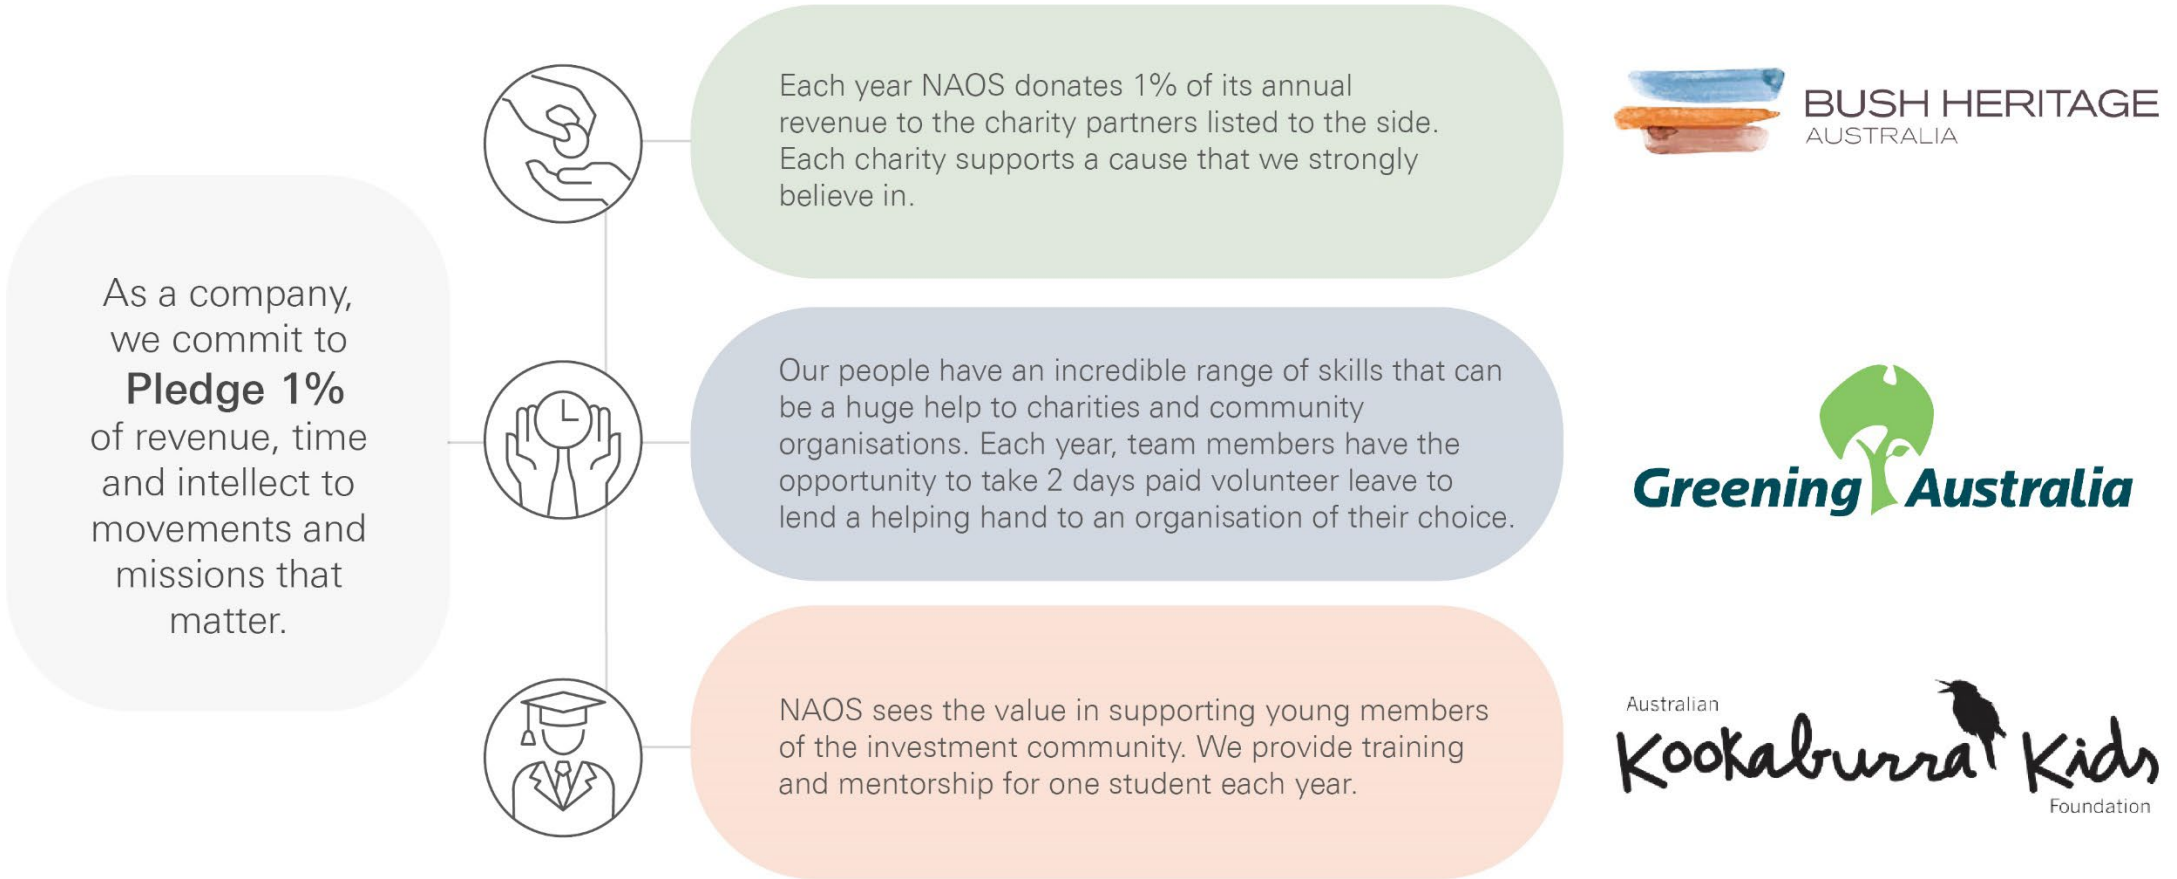 As a company,
we commit to
Pledge 1%
of revenue, time
and intellect to
movements and
missions that
matter.
Each year NAOS donates 1% of its annual
revenue to the charity partners listed to the side.
Each charity supports a cause that we strongly
believe in.
Our people have an incredible range of skills that can
be a huge help to charities and community
organisations. Each year, team members have the
opportunity to take 2 days paid volunteer leave to
lend a helping hand to an organisation of their choice.
NAOS sees the value in supporting young members
of the investment community. We provide training
and mentorship for one student each year.
BUSH HERITAGE
AUSTRALIA
Greening Australia
Australian
Kookaburra Kids
Foundation